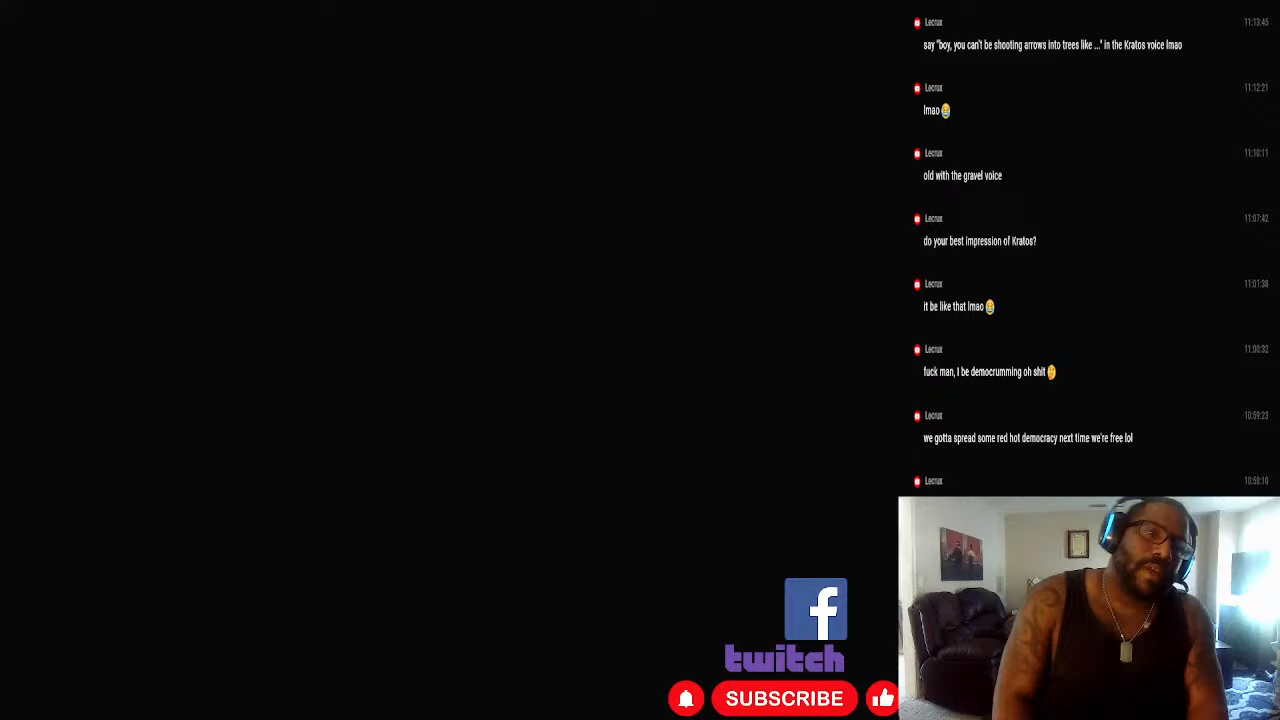 Lecrux 11:13:45
say "boy, you can't be shooting arrows into trees like ..." in the Kratos voice lmao
Lecrux 11:12:21
lmao 😂
Lecrux 11:10:11
old with the gravel voice
Lecrux 11:07:42
do your best impression of Kratos?
Lecrux 11:01:38
it be like that lmao 😂
Lecrux 11:00:32
fuck man, I be democrumming oh shit 🤔
Lecrux 10:59:23
we gotta spread some red hot democracy next time we're free lol
Lecrux 10:58:10
f
twitch
SUBSCRIBE